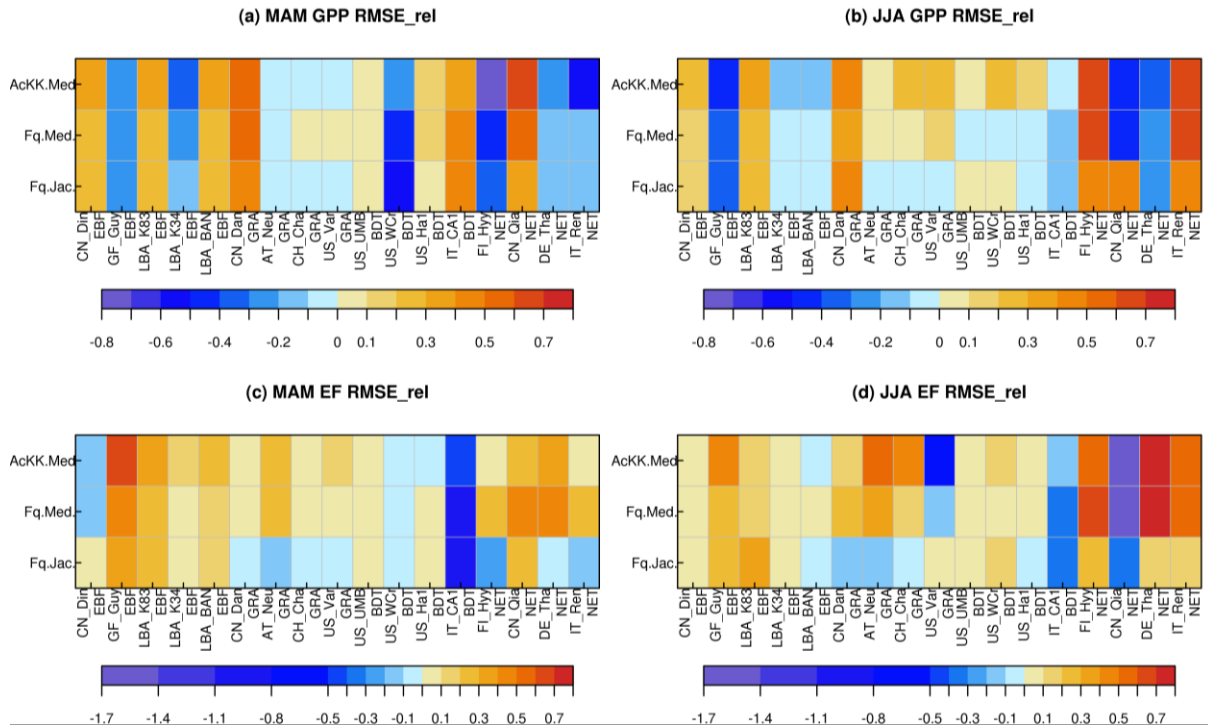 (a) MAM GPP RMSE_rel
AcKK.Med
Fq.Med.
Fq.Jac.
CN_Din EBF
GF_Guy EBF
LBA_K83 EBF
LBA_K34 EBF
LBA_BAN EBF
CN_Dan GRA
AT_Neu GRA
CH_Cha GRA
US_Var GRA
US_UMB BDT
US_WCr BDT
US_Ha1 BDT
IT_CA1 BDT
FI_Hyy NET
CN_Qia NET
DE_Tha NET
IT_Ren NET
-0.8 -0.6 -0.4 -0.2 0 0.1 0.3 0.5 0.7
(b) JJA GPP RMSE_rel
AcKK.Med
Fq.Med.
Fq.Jac.
CN_Din EBF
GF_Guy EBF
LBA_K83 EBF
LBA_K34 EBF
LBA_BAN EBF
CN_Dan GRA
AT_Neu GRA
CH_Cha GRA
US_Var GRA
US_UMB BDT
US_WCr BDT
US_Ha1 BDT
IT_CA1 BDT
FI_Hyy NET
CN_Qia NET
DE_Tha NET
IT_Ren NET
-0.8 -0.6 -0.4 -0.2 0 0.1 0.3 0.5 0.7
(c) MAM EF RMSE_rel
AcKK.Med
Fq.Med.
Fq.Jac.
CN_Din EBF
GF_Guy EBF
LBA_K83 EBF
LBA_K34 EBF
LBA_BAN EBF
CN_Dan GRA
AT_Neu GRA
CH_Cha GRA
US_Var GRA
US_UMB BDT
US_WCr BDT
US_Ha1 BDT
IT_CA1 BDT
FI_Hyy NET
CN_Qia NET
DE_Tha NET
IT_Ren NET
-1.7 -1.4 -1.1 -0.8 -0.5 -0.3 -0.1 0.1 0.3 0.5 0.7
(d) JJA EF RMSE_rel
AcKK.Med
Fq.Med.
Fq.Jac.
CN_Din EBF
GF_Guy EBF
LBA_K83 EBF
LBA_K34 EBF
LBA_BAN EBF
CN_Dan GRA
AT_Neu GRA
CH_Cha GRA
US_Var GRA
US_UMB BDT
US_WCr BDT
US_Ha1 BDT
IT_CA1 BDT
FI_Hyy NET
CN_Qia NET
DE_Tha NET
IT_Ren NET
-1.7 -1.4 -1.1 -0.8 -0.5 -0.3 -0.1 0.1 0.3 0.5 0.7